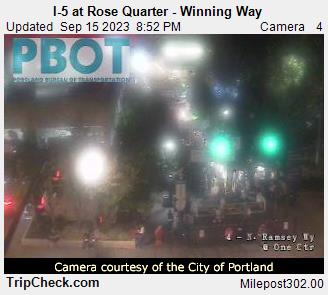 I-5 at Rose Quarter - Winning Way
Updated Sep 15 2023 8:52 PM Camera 4
PBOT
PORTLAND BUREAU OF TRANSPORTATION
4 - N. Ramsey Wy
W One Ctr
Camera courtesy of the City of Portland
TripCheck.com Milepost302.00